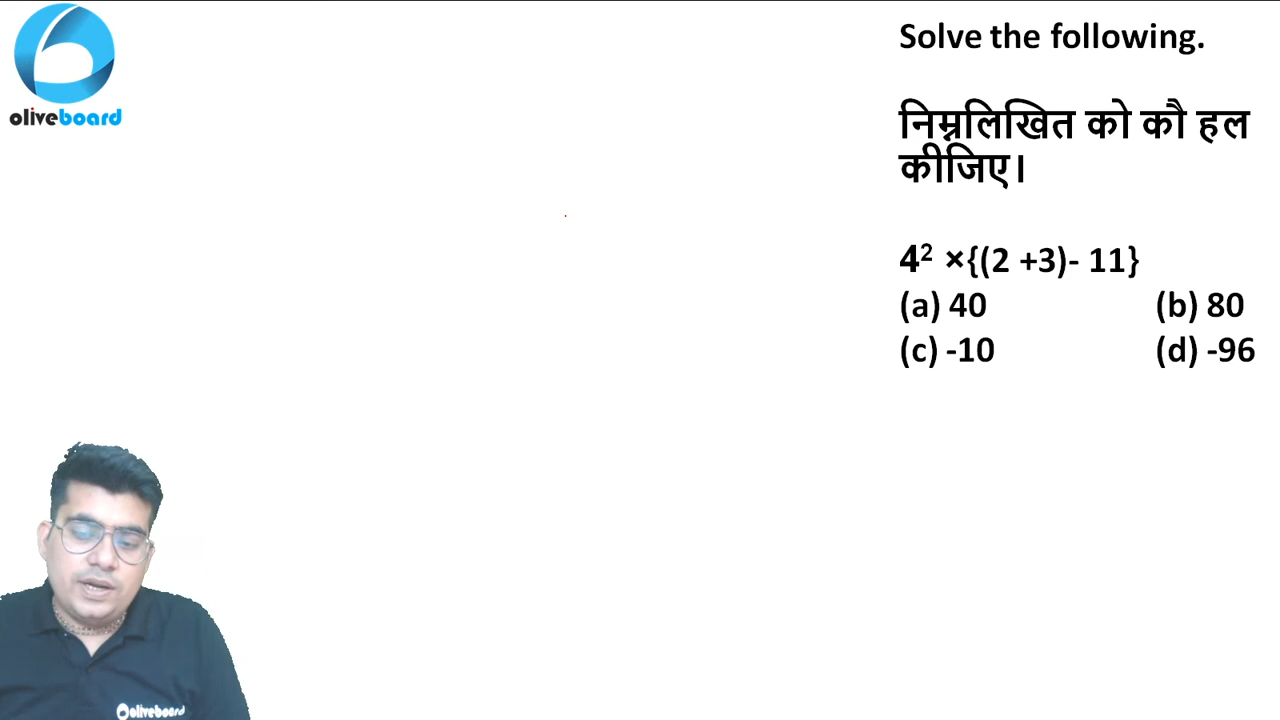 oliveboard
Solve the following.
निम्नलिखित को कौ हल
कीजिए।
4² ×{(2 +3)- 11}
(a) 40 (b) 80
(c) -10 (d) -96
oliveboard